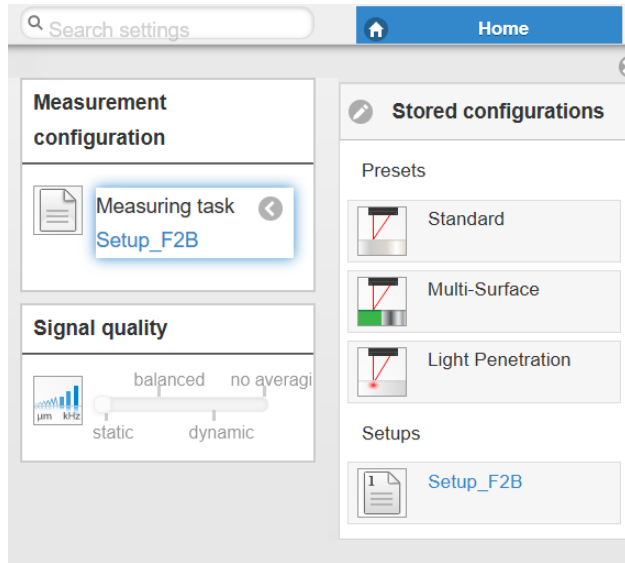 Search settings
Home
Measurement
configuration
Measuring task
Setup_F2B
Signal quality
balanced no averagi
µm kHz
static dynamic
Stored configurations
Presets
Standard
Multi-Surface
Light Penetration
Setups
1
Setup_F2B